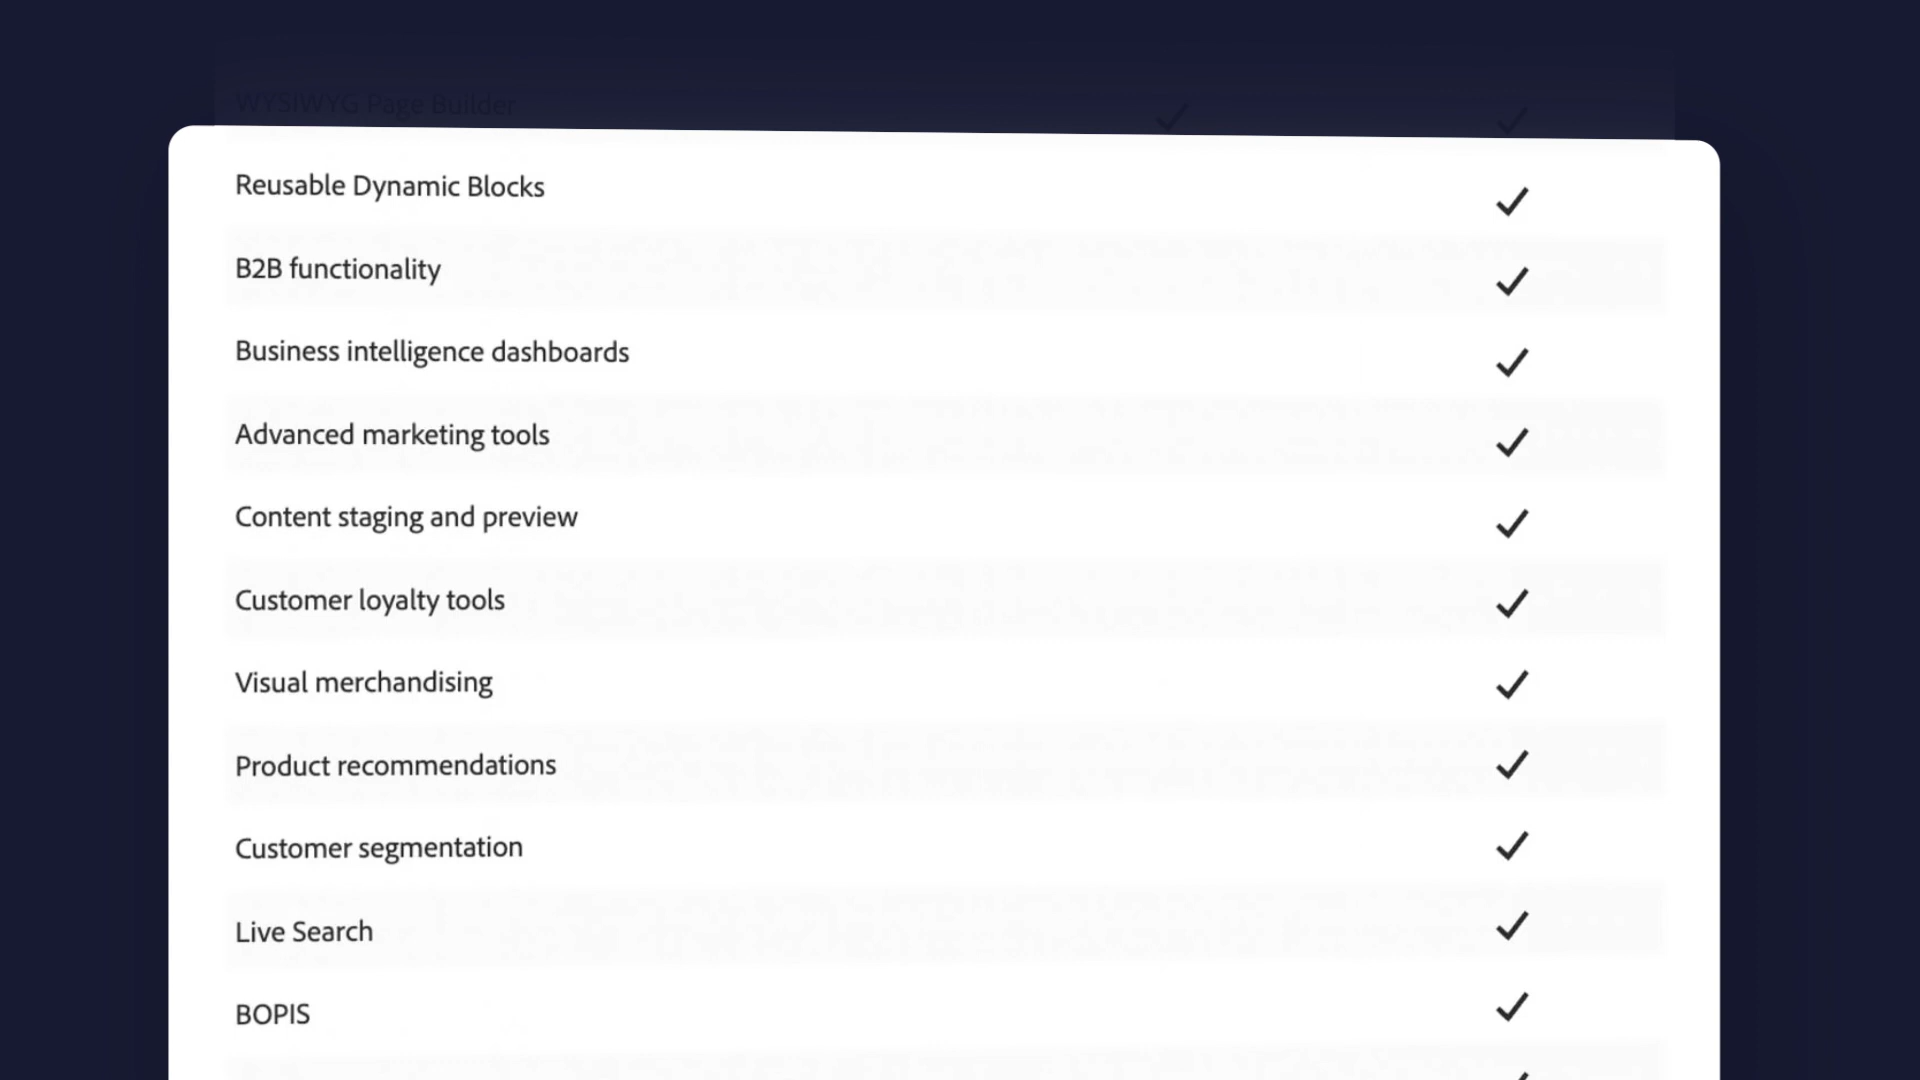 WYSIWYG Page Builder
Reusable Dynamic Blocks
B2B functionality
Business intelligence dashboards
Advanced marketing tools
Content staging and preview
Customer loyalty tools
Visual merchandising
Product recommendations
Customer segmentation
Live Search
BOPIS